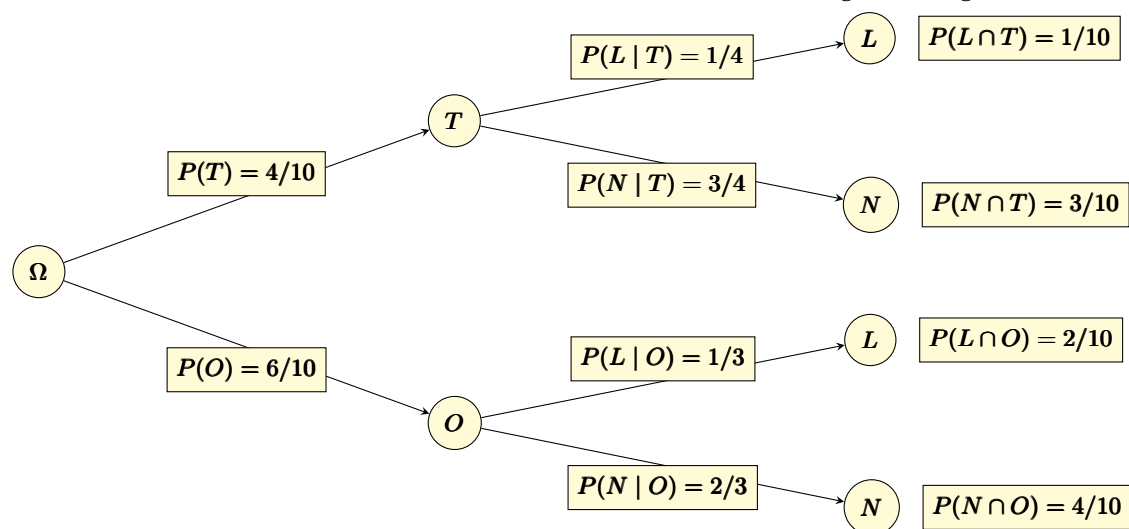 L
P(L ∩ T) = 1/10
P(L | T) = 1/4
T
P(T) = 4/10
P(N | T) = 3/4
N
P(N ∩ T) = 3/10
Ω
L
P(L ∩ O) = 2/10
P(L | O) = 1/3
P(O) = 6/10
O
P(N | O) = 2/3
N
P(N ∩ O) = 4/10